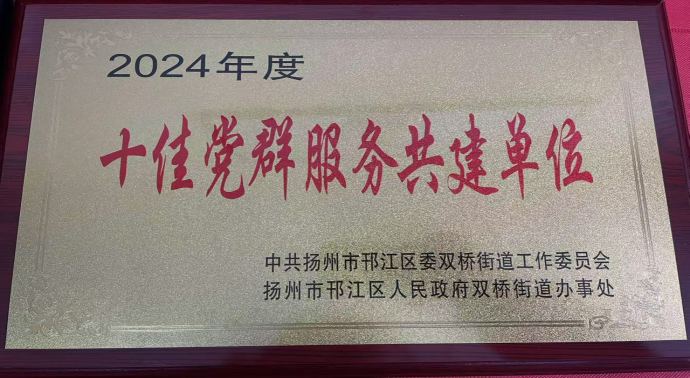 2024年度
十佳党群服务共建单位
中共扬州市邗江区委双桥街道工作委员会
扬州市邗江区人民政府双桥街道办事处